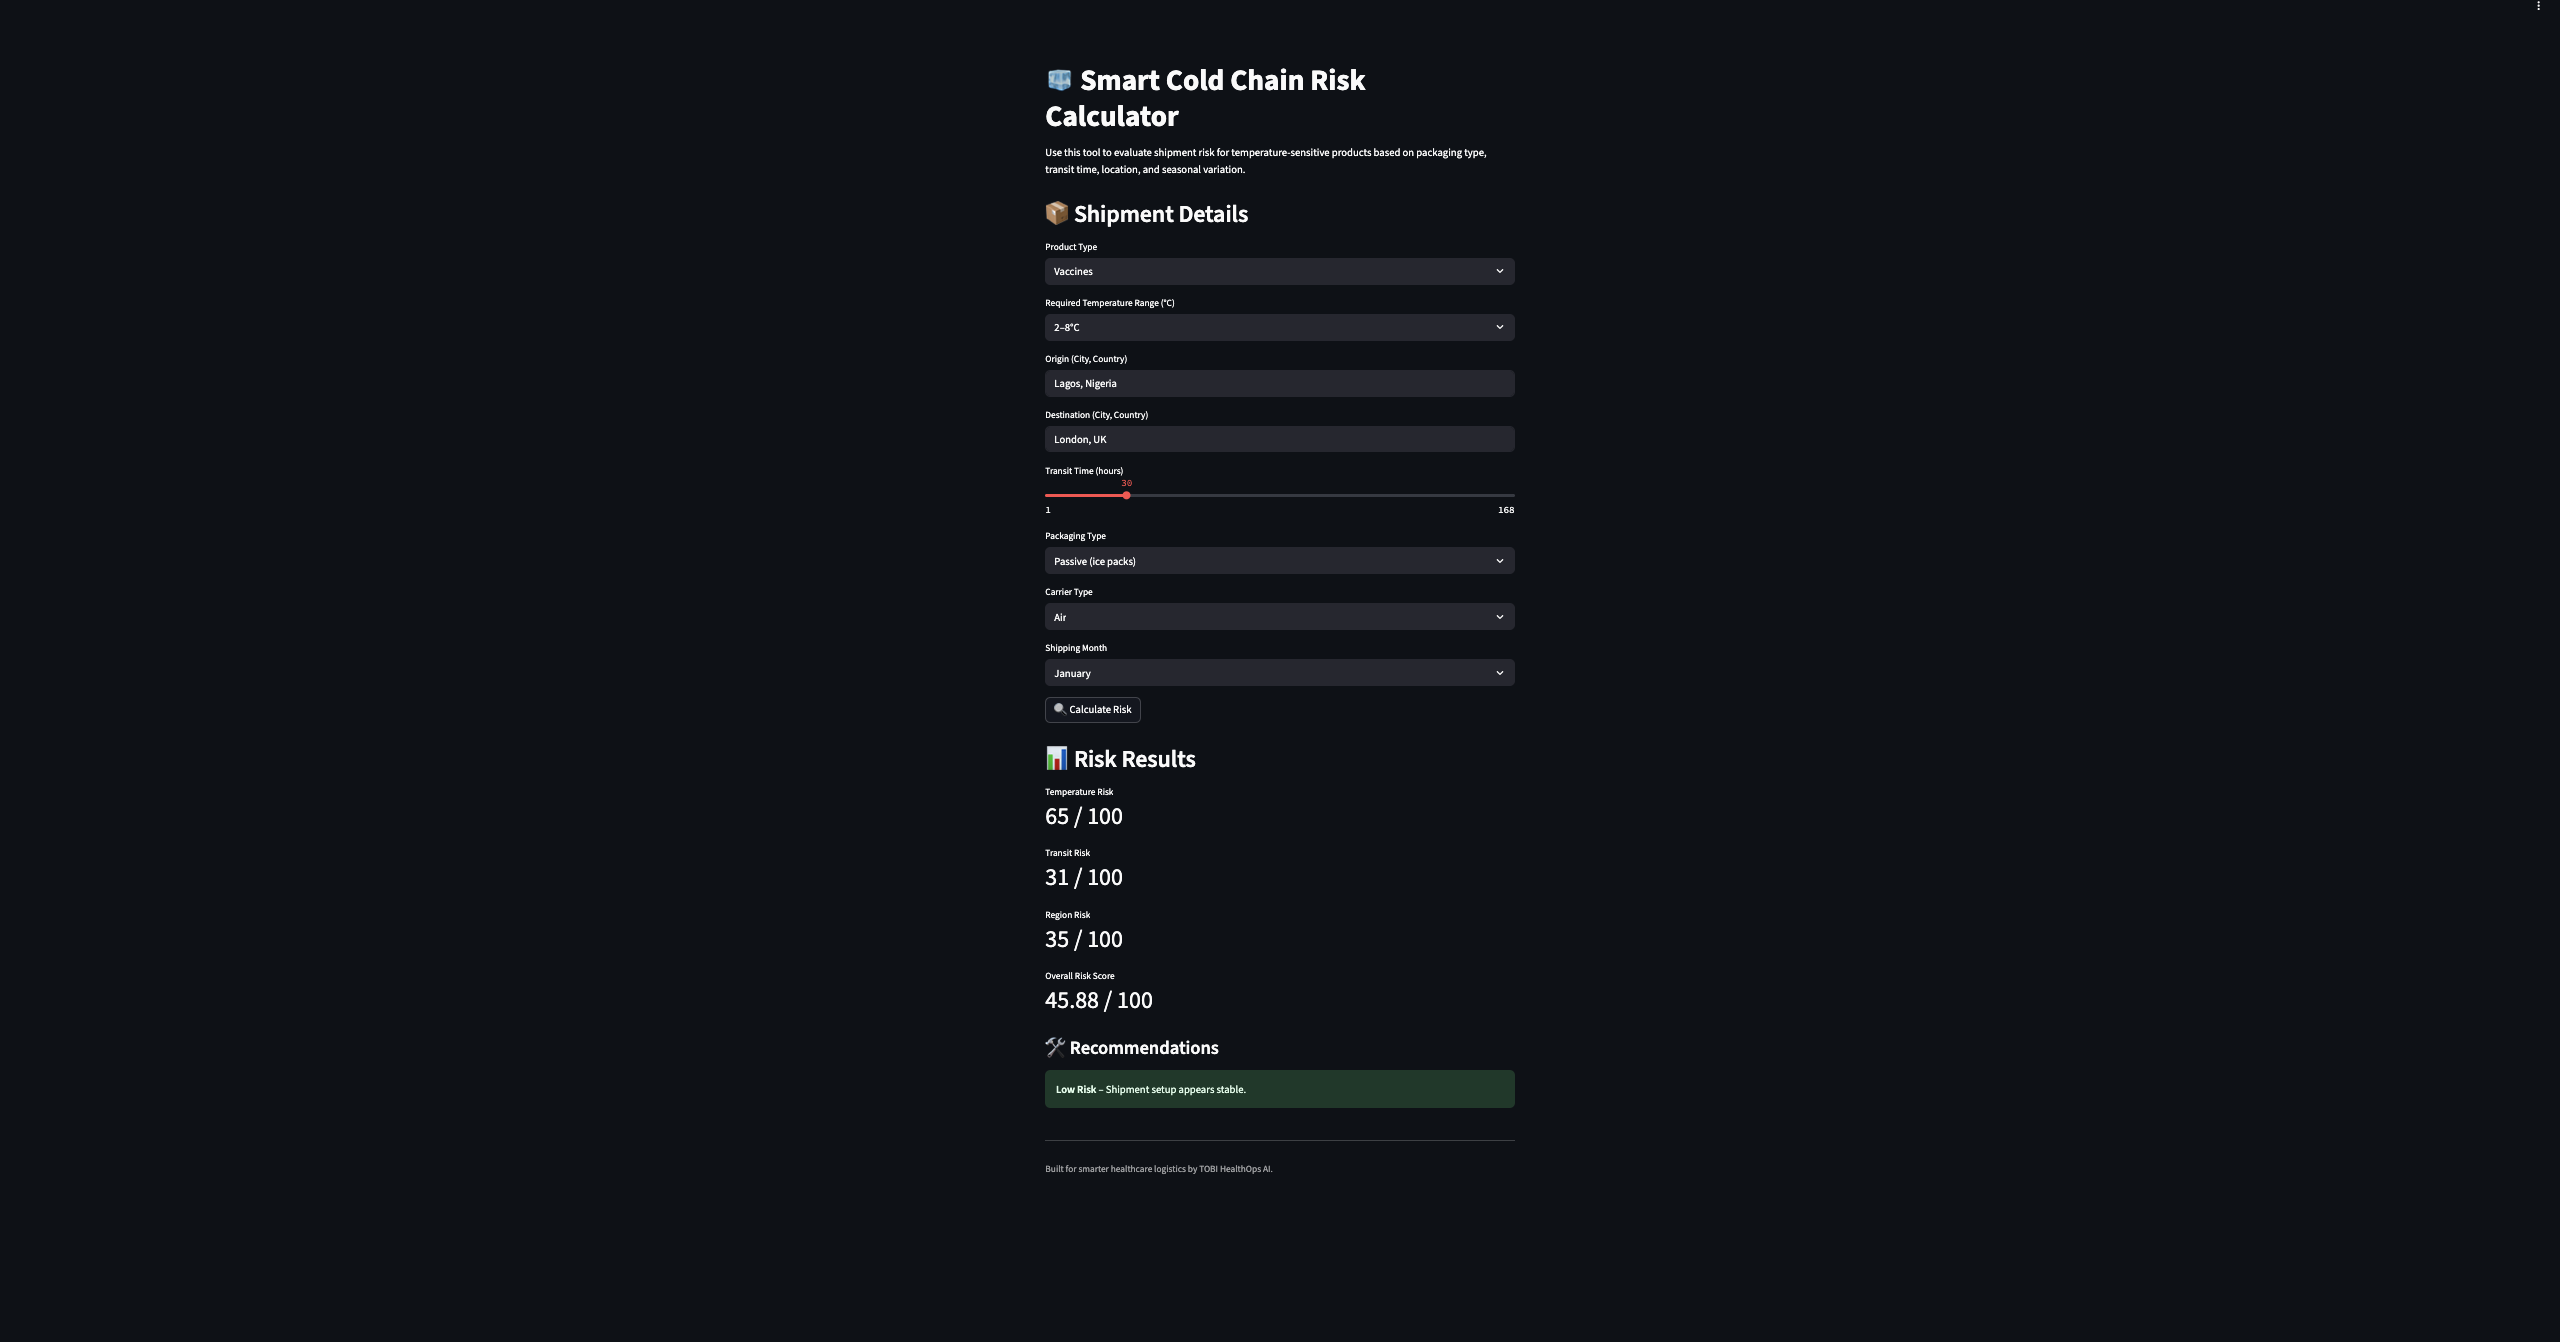 Smart Cold Chain Risk
Calculator
Use this tool to evaluate shipment risk for temperature-sensitive products based on packaging type,
transit time, location, and seasonal variation.
Shipment Details
Product Type
Vaccines
Required Temperature Range (°C)
2–8°C
Origin (City, Country)
Lagos, Nigeria
Destination (City, Country)
London, UK
Transit Time (hours)
30
1 168
Packaging Type
Passive (ice packs)
Carrier Type
Air
Shipping Month
January
Calculate Risk
Risk Results
Temperature Risk
65 / 100
Transit Risk
31 / 100
Region Risk
35 / 100
Overall Risk Score
45.88 / 100
Recommendations
Low Risk – Shipment setup appears stable.
Built for smarter healthcare logistics by TOBI HealthOps AI.